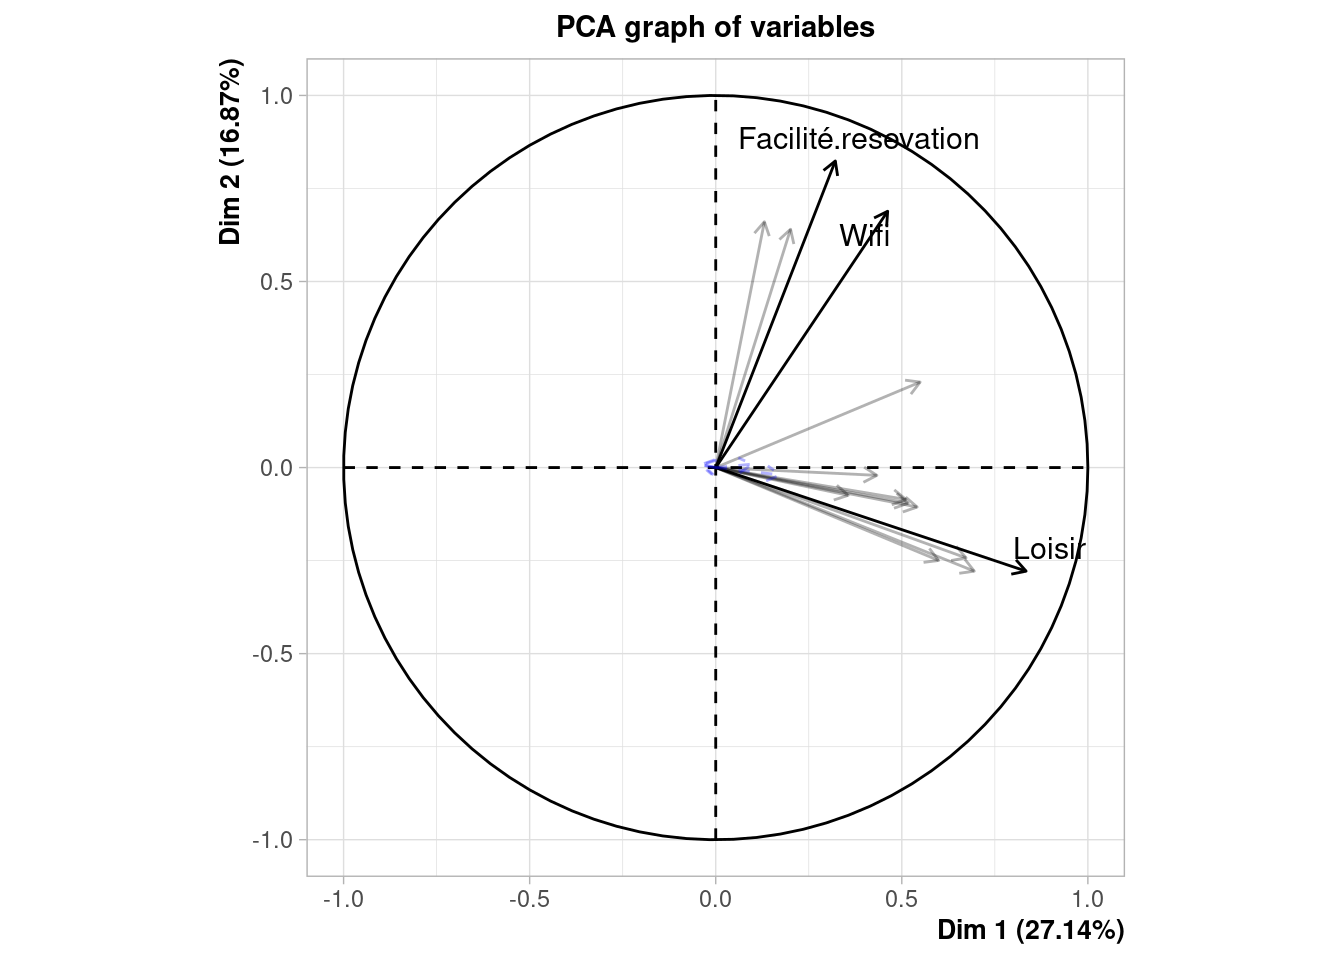 PCA graph of variables
Dim 2 (16.87%)
1.0
0.5
0.0
-0.5
-1.0
Facilité.resovation
Wifi
Loisir
-1.0
-0.5
0.0
0.5
1.0
Dim 1 (27.14%)